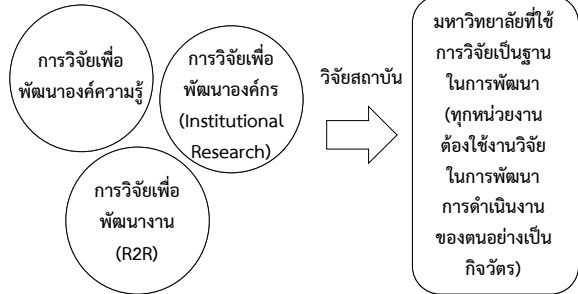 การวิจัยเพื่อ
พัฒนาองค์ความรู้
การวิจัยเพื่อ
พัฒนาองค์กร
(Institutional
Research)
การวิจัยเพื่อ
พัฒนางาน
(R2R)
วิจัยสถาบัน
มหาวิทยาลัยที่ใช้
การวิจัยเป็นฐาน
ในการพัฒนา
(ทุกหน่วยงาน
ต้องใช้งานวิจัย
ในการพัฒนา
การดำเนินงาน
ของตนอย่างเป็น
กิจวัตร)